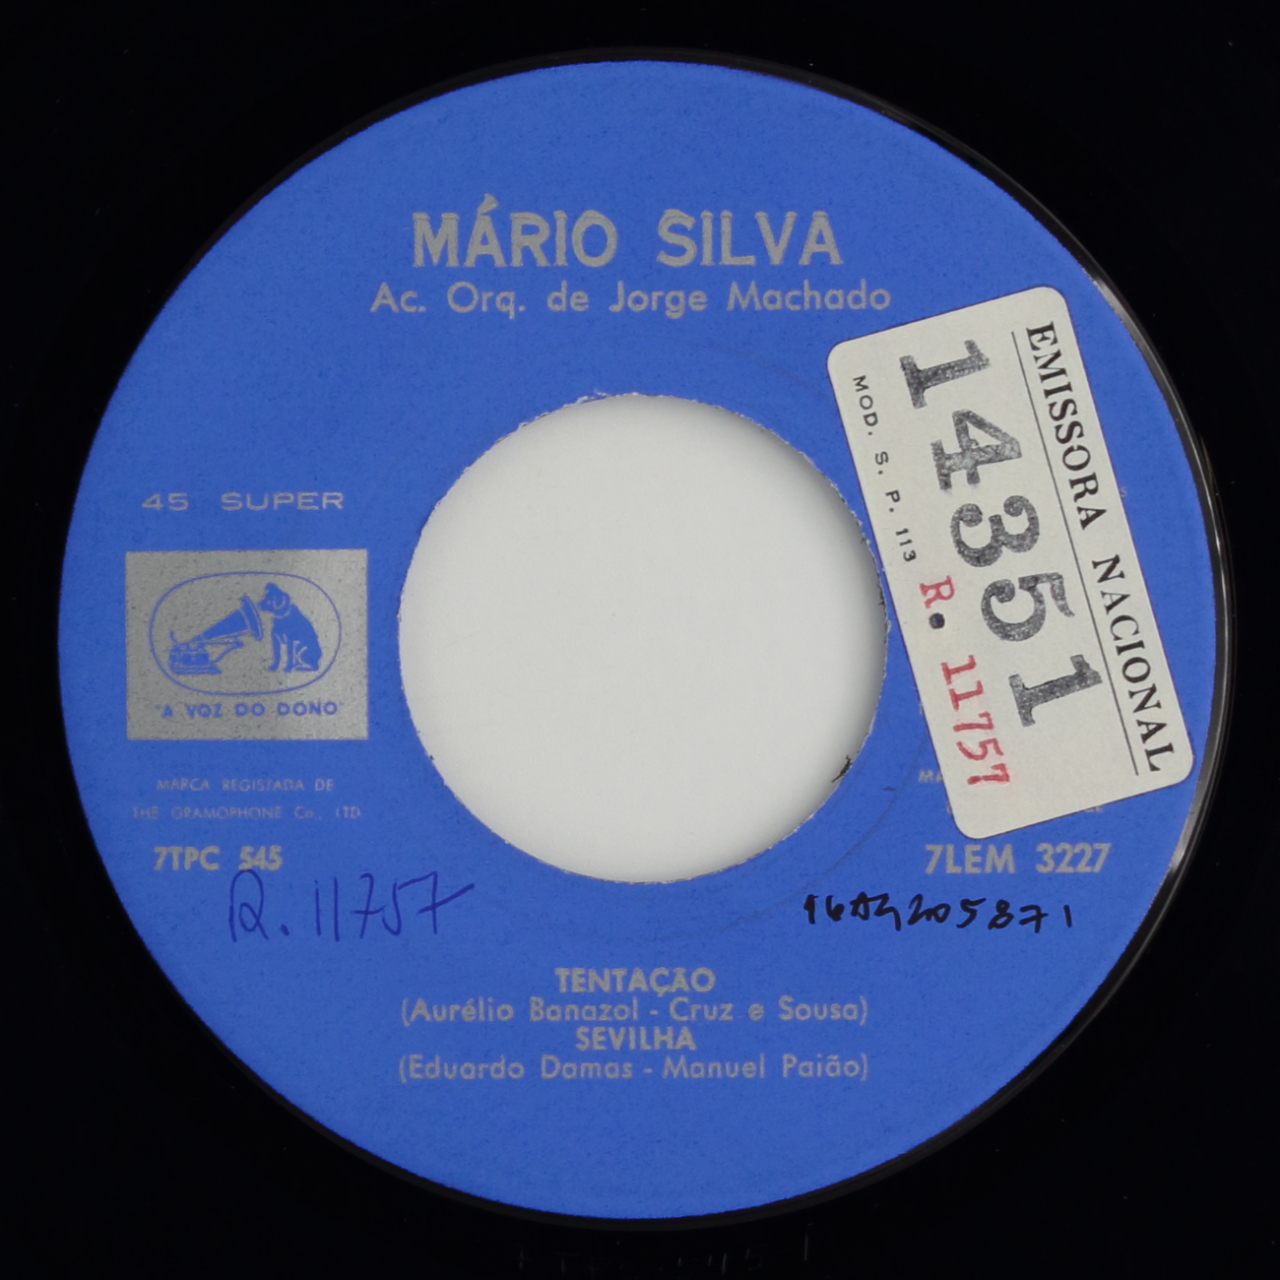 MÁRIO SILVA
Ac. Orq. de Jorge Machado
45 SUPER
"A VOZ DO DONO"
MARCA REGISTADA DE
THE GRAMOPHONE Co., LTD
7TPC 545
R. 11757
EMISSORA NACIONAL
14351
MOD. S. P. 113
R. 11757
7LEM 3227
TENTAÇÃO
(Aurélio Banazol - Cruz e Sousa)
SEVILHA
(Eduardo Damas - Manuel Paião)